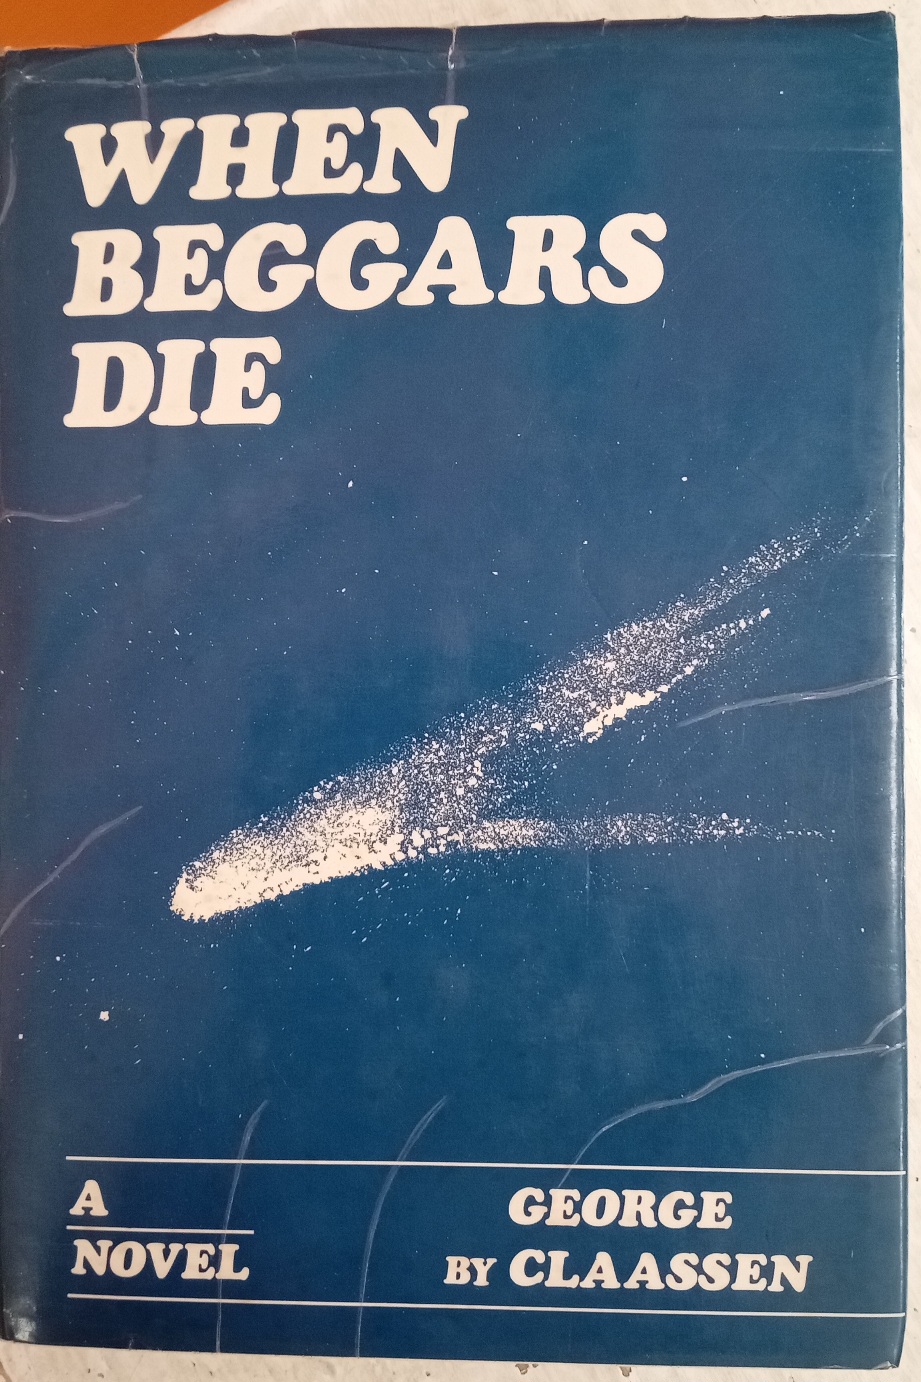 WHEN
BEGGARS
DIE
A
NOVEL
GEORGE
BY CLAASSEN